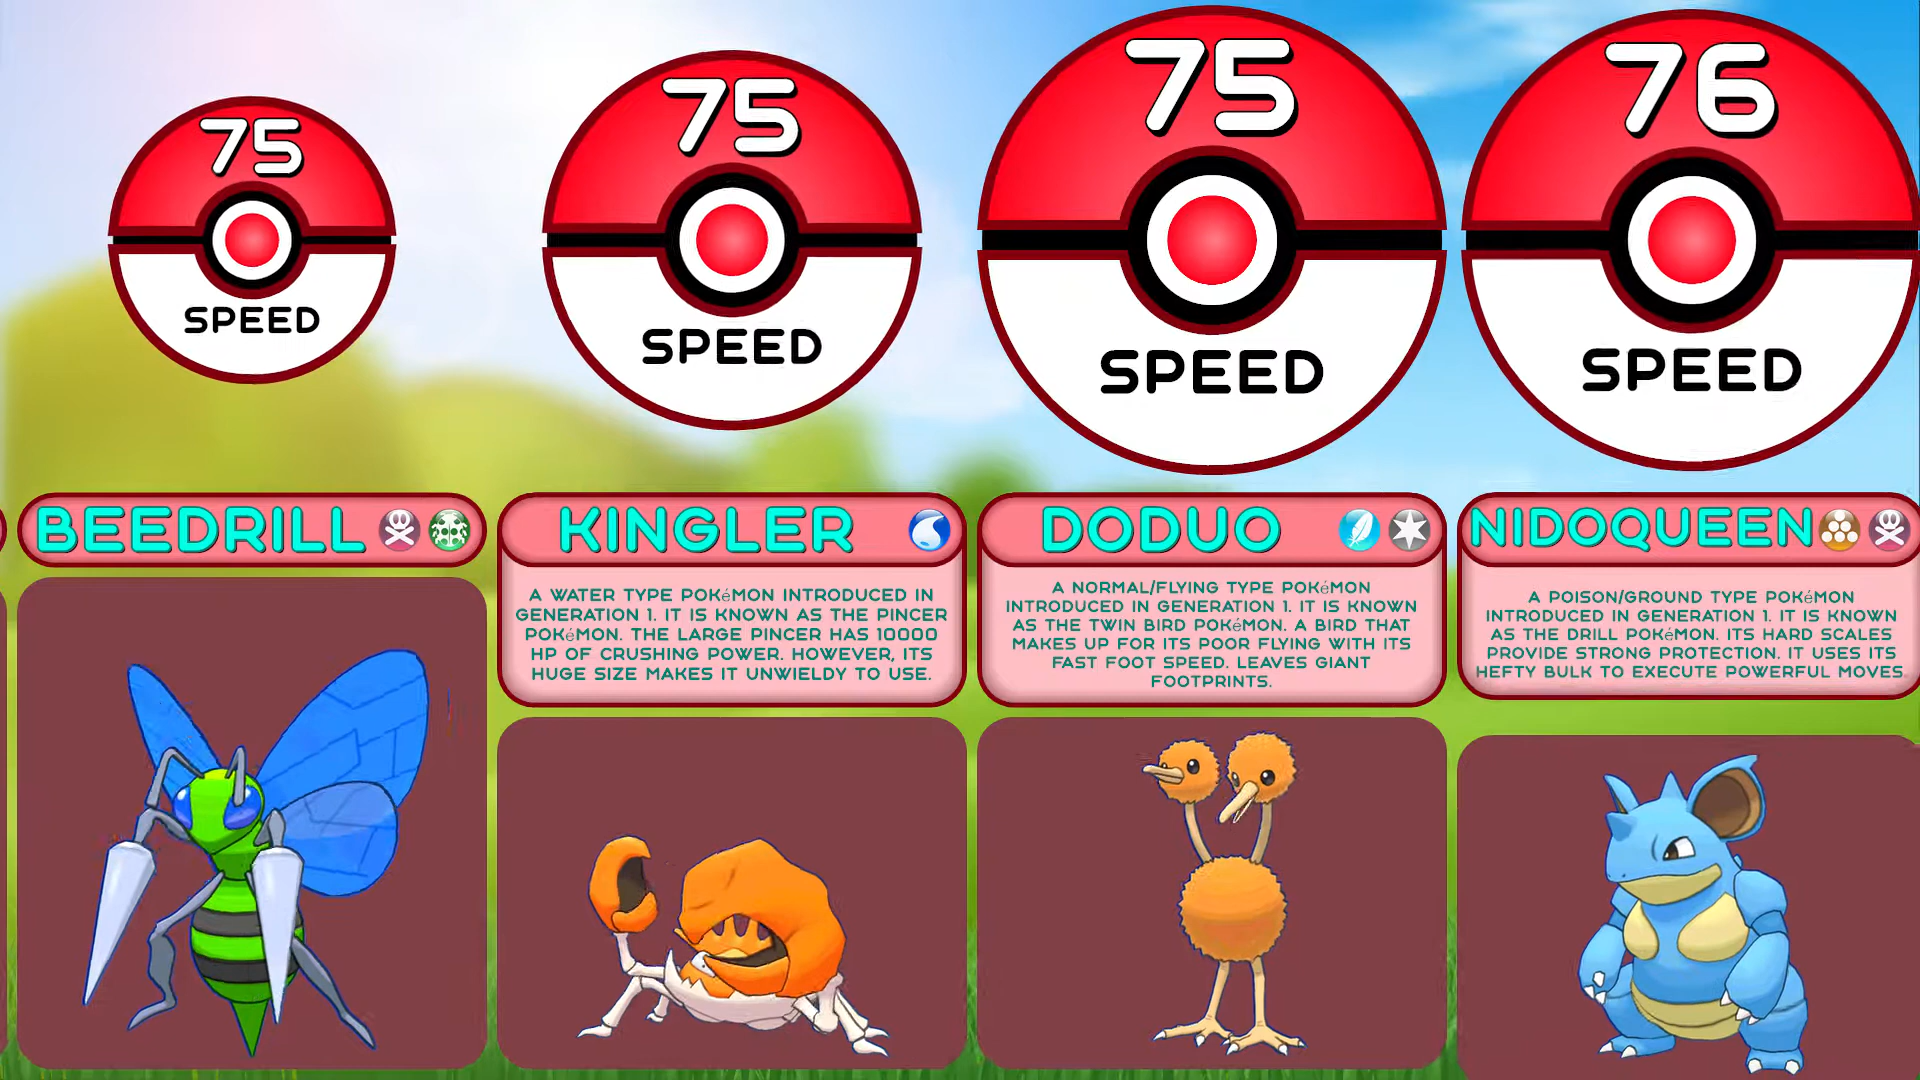 75
SPEED
BEEDRILL
75
SPEED
KINGLER
A WATER TYPE POKéMON INTRODUCED IN
GENERATION 1. IT IS KNOWN AS THE PINCER
POKéMON. THE LARGE PINCER HAS 10000
HP OF CRUSHING POWER. HOWEVER, ITS
HUGE SIZE MAKES IT UNWIELDY TO USE.
75
SPEED
DODUO
A NORMAL/FLYING TYPE POKéMON
INTRODUCED IN GENERATION 1. IT IS KNOWN
AS THE TWIN BIRD POKéMON. A BIRD THAT
MAKES UP FOR ITS POOR FLYING WITH ITS
FAST FOOT SPEED. LEAVES GIANT
FOOTPRINTS.
76
SPEED
NIDOQUEEN
A POISON/GROUND TYPE POKéMON
INTRODUCED IN GENERATION 1. IT IS KNOWN
AS THE DRILL POKéMON. ITS HARD SCALES
PROVIDE STRONG PROTECTION. IT USES ITS
HEFTY BULK TO EXECUTE POWERFUL MOVES.